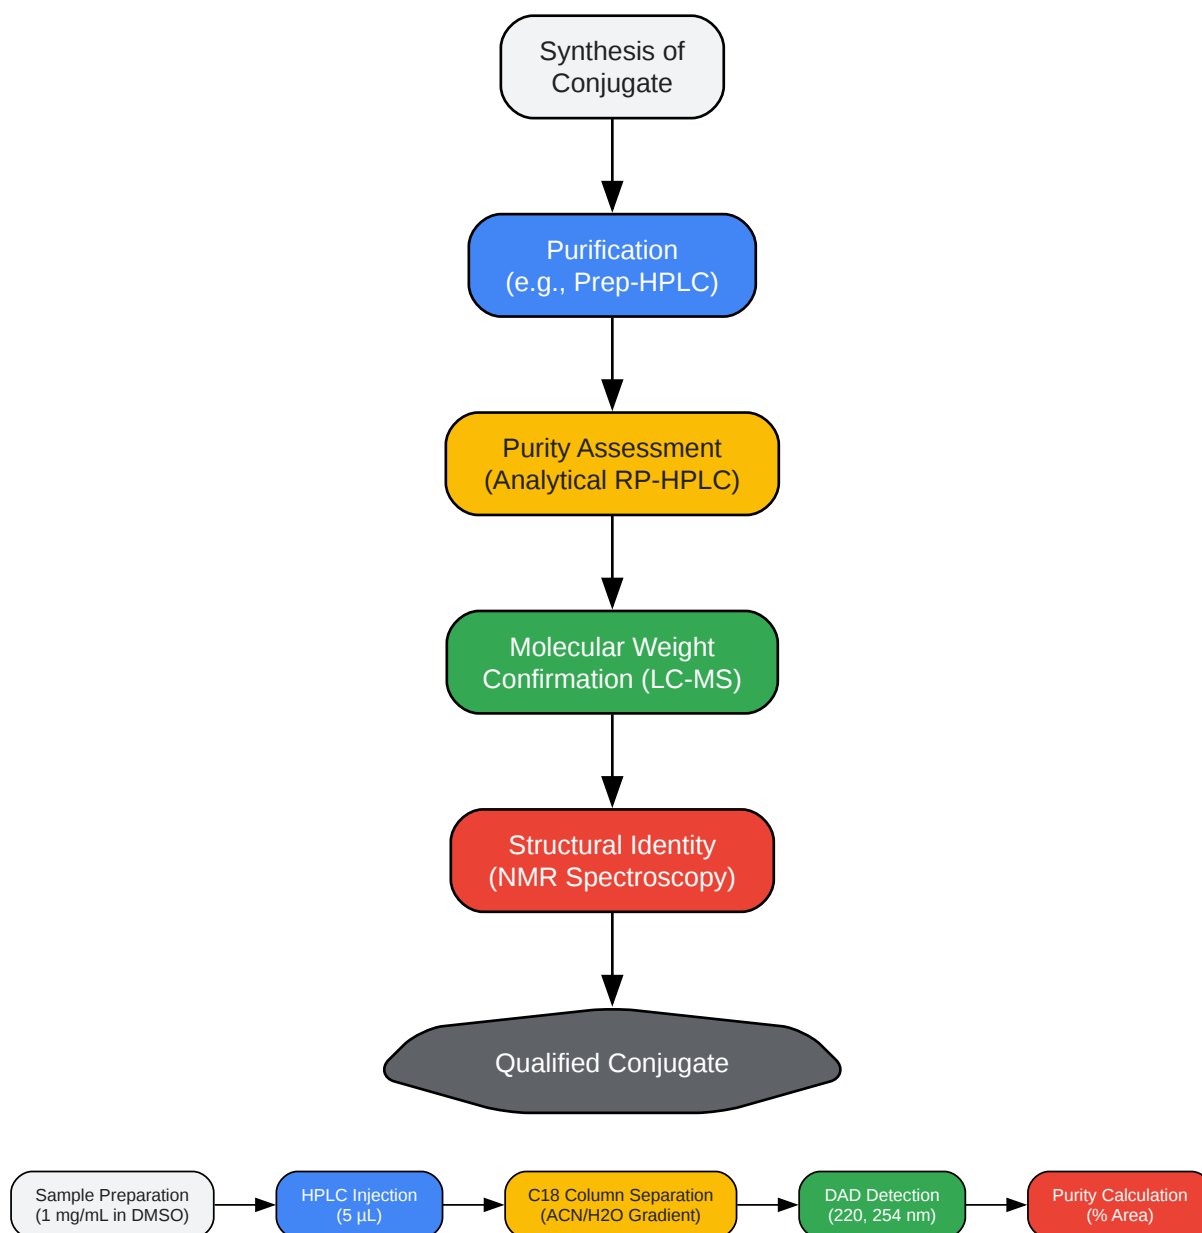 Synthesis of
Conjugate
Purification
(e.g., Prep-HPLC)
Purity Assessment
(Analytical RP-HPLC)
Molecular Weight
Confirmation (LC-MS)
Structural Identity
(NMR Spectroscopy)
Qualified Conjugate
Sample Preparation
(1 mg/mL in DMSO)
HPLC Injection
(5 µL)
C18 Column Separation
(ACN/H2O Gradient)
DAD Detection
(220, 254 nm)
Purity Calculation
(% Area)